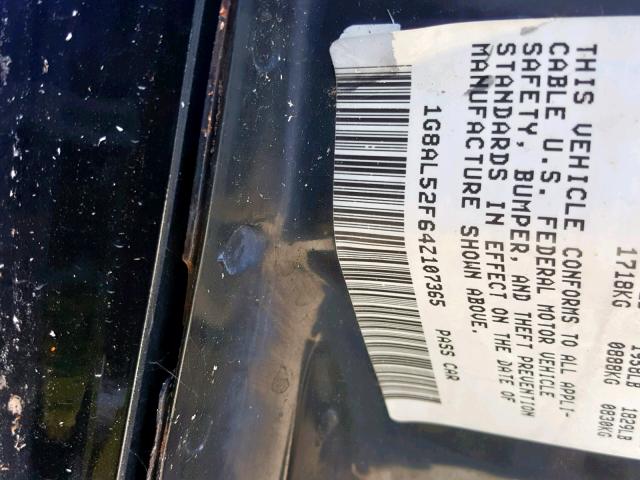 1718KG 0888KG 0830KG
1829LB
THIS VEHICLE CONFORMS TO ALL APPLI-
CABLE U.S. FEDERAL MOTOR VEHICLE
SAFETY, BUMPER, AND THEFT PREVENTION
STANDARDS IN EFFECT ON THE DATE OF
MANUFACTURE SHOWN ABOVE.
1G8AL52F64Z107365 PASS CAR